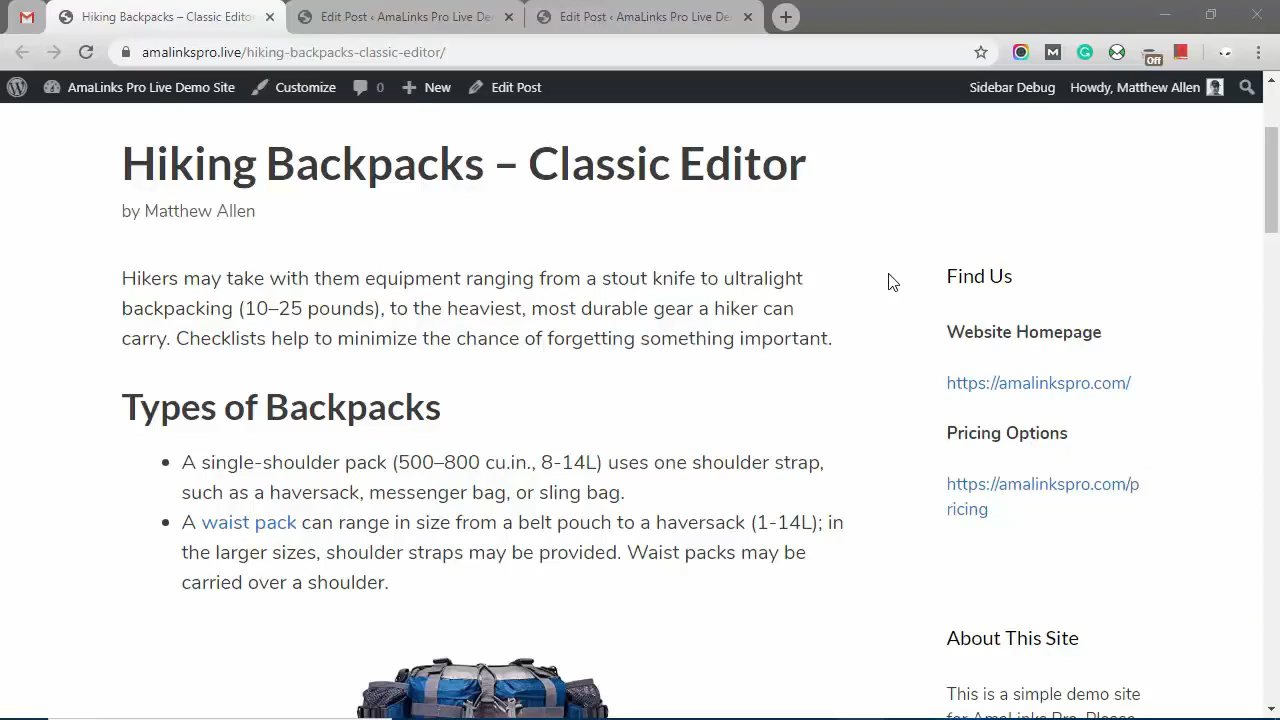 Hiking Backpacks – Classic Editor
Edit Post ‹ AmaLinks Pro Live De
Edit Post ‹ AmaLinks Pro Live De
amalinkspro.live/hiking-backpacks-classic-editor/
Off
AmaLinks Pro Live Demo Site
Customize
0
New
Edit Post
Sidebar Debug
Howdy, Matthew Allen
Hiking Backpacks – Classic Editor
by Matthew Allen
Hikers may take with them equipment ranging from a stout knife to ultralight
backpacking (10–25 pounds), to the heaviest, most durable gear a hiker can
carry. Checklists help to minimize the chance of forgetting something important.
Types of Backpacks
A single-shoulder pack (500–800 cu.in., 8-14L) uses one shoulder strap,
such as a haversack, messenger bag, or sling bag.
A waist pack can range in size from a belt pouch to a haversack (1-14L); in
the larger sizes, shoulder straps may be provided. Waist packs may be
carried over a shoulder.
Find Us
Website Homepage
https://amalinkspro.com/
Pricing Options
https://amalinkspro.com/p
ricing
About This Site
This is a simple demo site
for AmaLinks Pro. Please